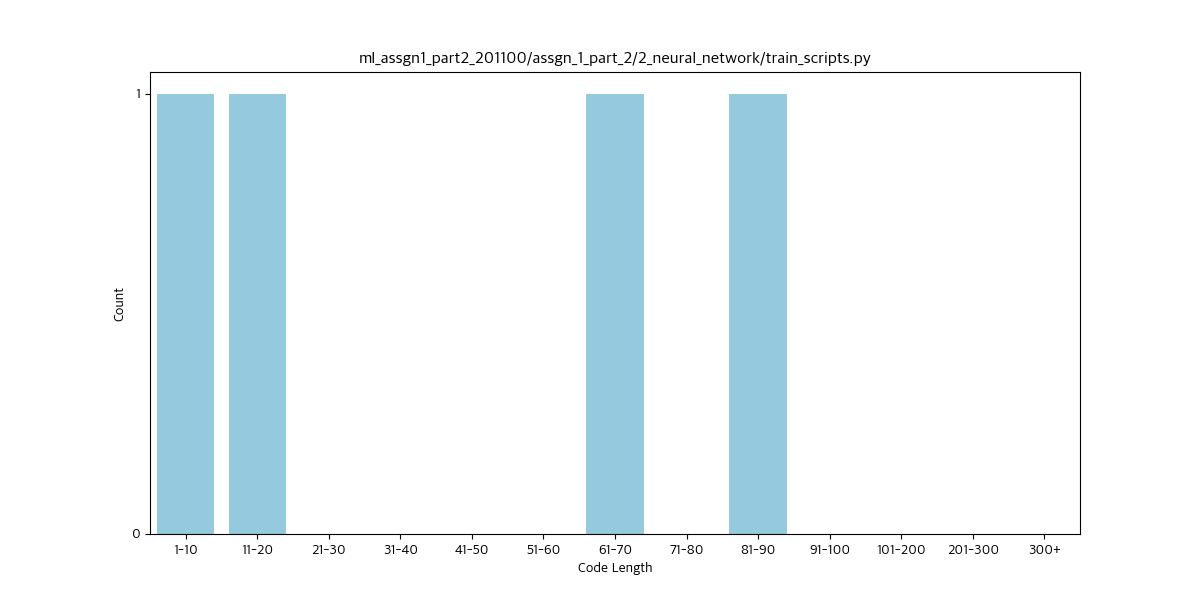 ml_assgn1_part2_201100/assgn_1_part_2/2_neural_network/train_scripts.py
1
0
Count
1-10 11-20 21-30 31-40 41-50 51-60 61-70 71-80 81-90 91-100 101-200 201-300 300+
Code Length